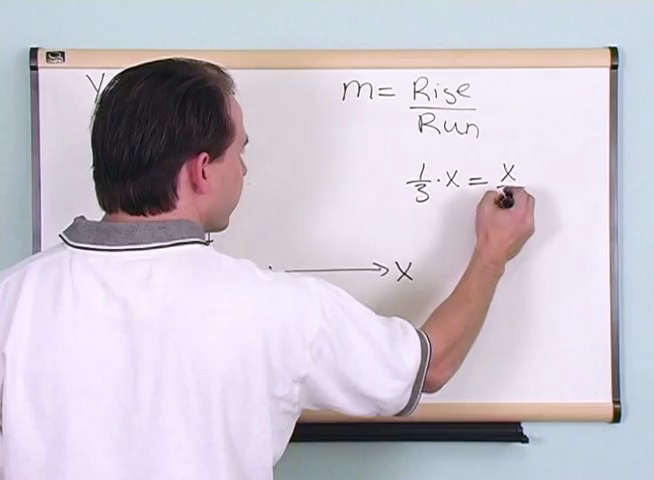 Y
m = Rise
Run
1/3 · X = X
X